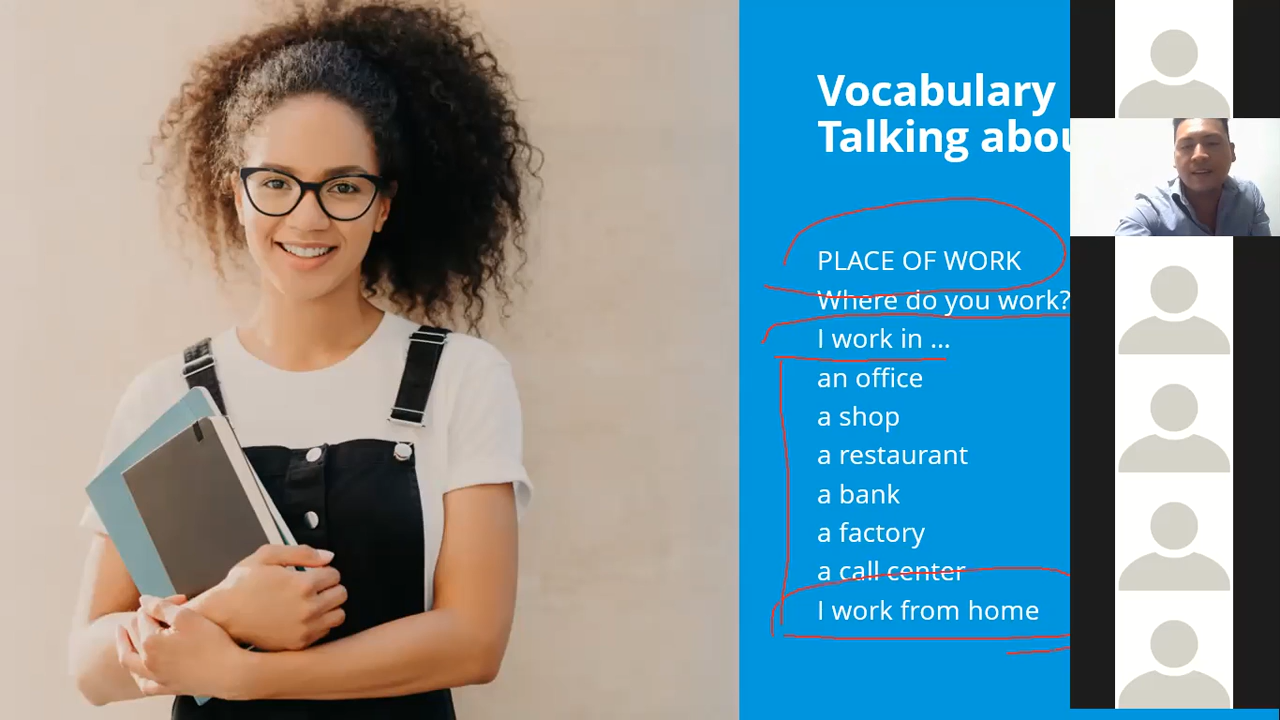 Vocabulary
Talking
PLACE OF WORK
Where do you work?
I work in ...
an office
a shop
a restaurant
a bank
a factory
a call center
I work from home